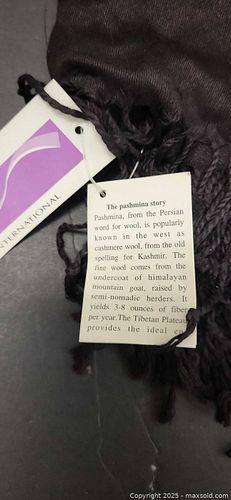 INTERNATIONAL
The pashmina story
Pashmina, from the Persian
word for wool, is popularly
known in the west as
cashmere wool, from the old
spelling for Kashmir. The
fine wool comes from the
undercoat of himalayan
mountain goat, raised by
semi-nomadic herders. It
yields 3-8 ounces of fiber
per year.The Tibetan Plateau
provides the ideal
Copyright © 2025 - maxsold.com